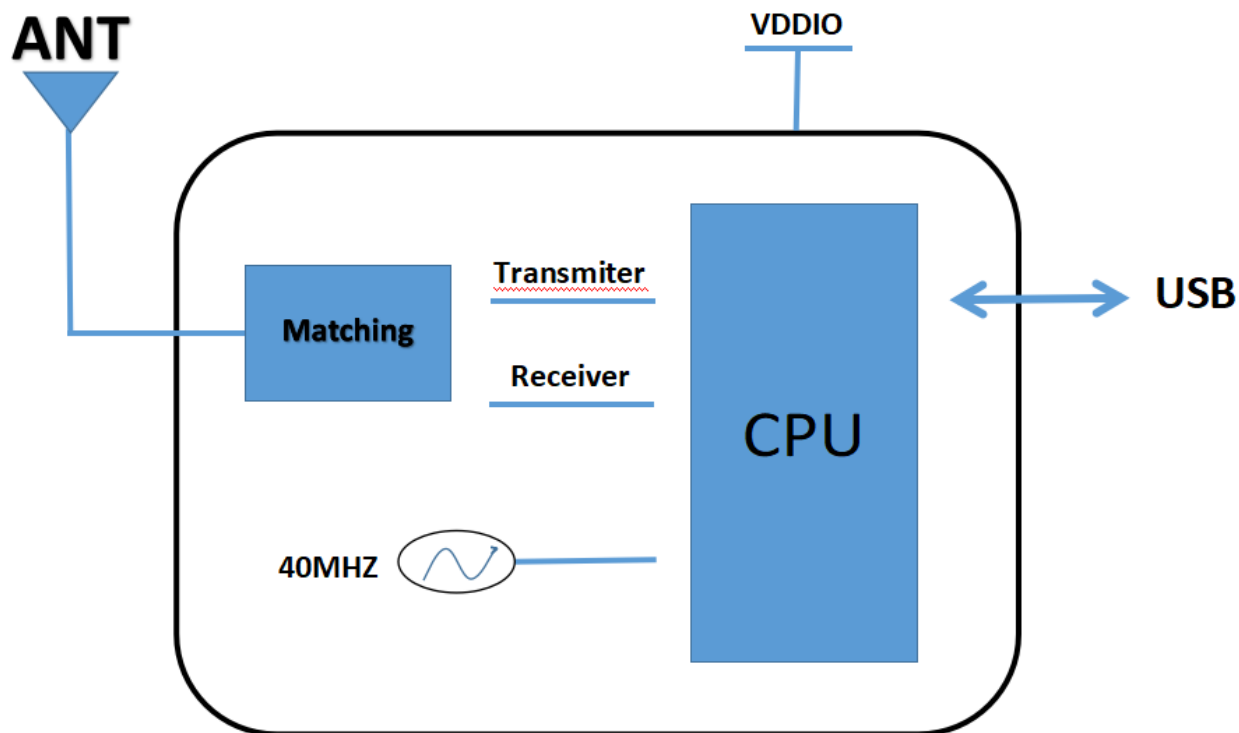 ANT
VDDIO
Transmiter
Matching
Receiver
USB
CPU
40MHZ